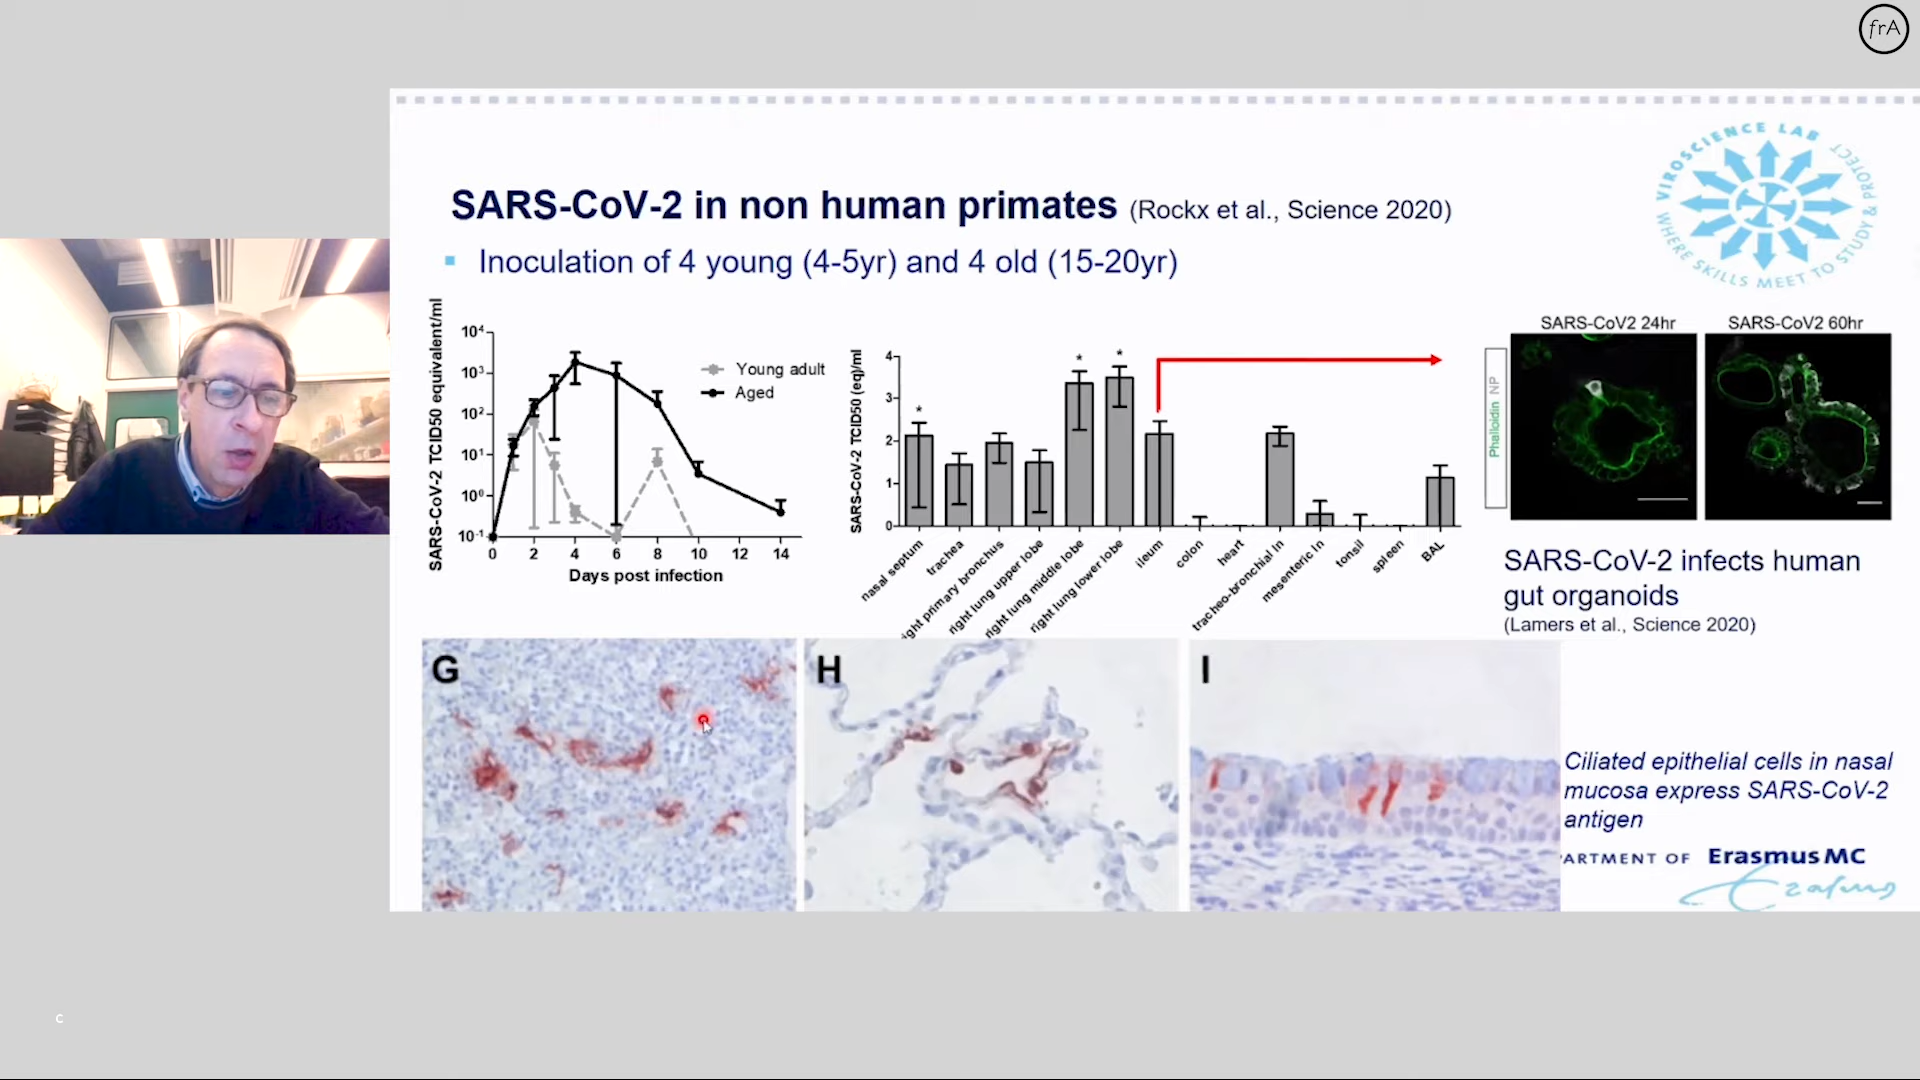 frA
VIROSCIENCE LAB
WHERE SKILLS MEET TO STUDY & PROTECT
SARS-CoV-2 in non human primates (Rockx et al., Science 2020)
Inoculation of 4 young (4-5yr) and 4 old (15-20yr)
SARS-CoV-2 TCID50 equivalent/ml
10⁴
10³
10²
10¹
10⁰
10⁻¹
0 2 4 6 8 10 12 14
Days post infection
Young adult
Aged
SARS-CoV-2 TCID50 (eq)/ml
4
3
2
1
0
* * *
nasal septum
trachea
ight primary bronchus
right lung upper lobe
right lung middle lobe
right lung lower lobe
ileum
colon
heart
tracheo-bronchial ln
mesenteric ln
tonsil
spleen
BAL
SARS-CoV2 24hr
SARS-CoV2 60hr
Phalloidin NP
SARS-CoV-2 infects human
gut organoids
(Lamers et al., Science 2020)
G
H
I
Ciliated epithelial cells in nasal
mucosa express SARS-CoV-2
antigen
ARTMENT OF
Erasmus MC
Erasmus
c